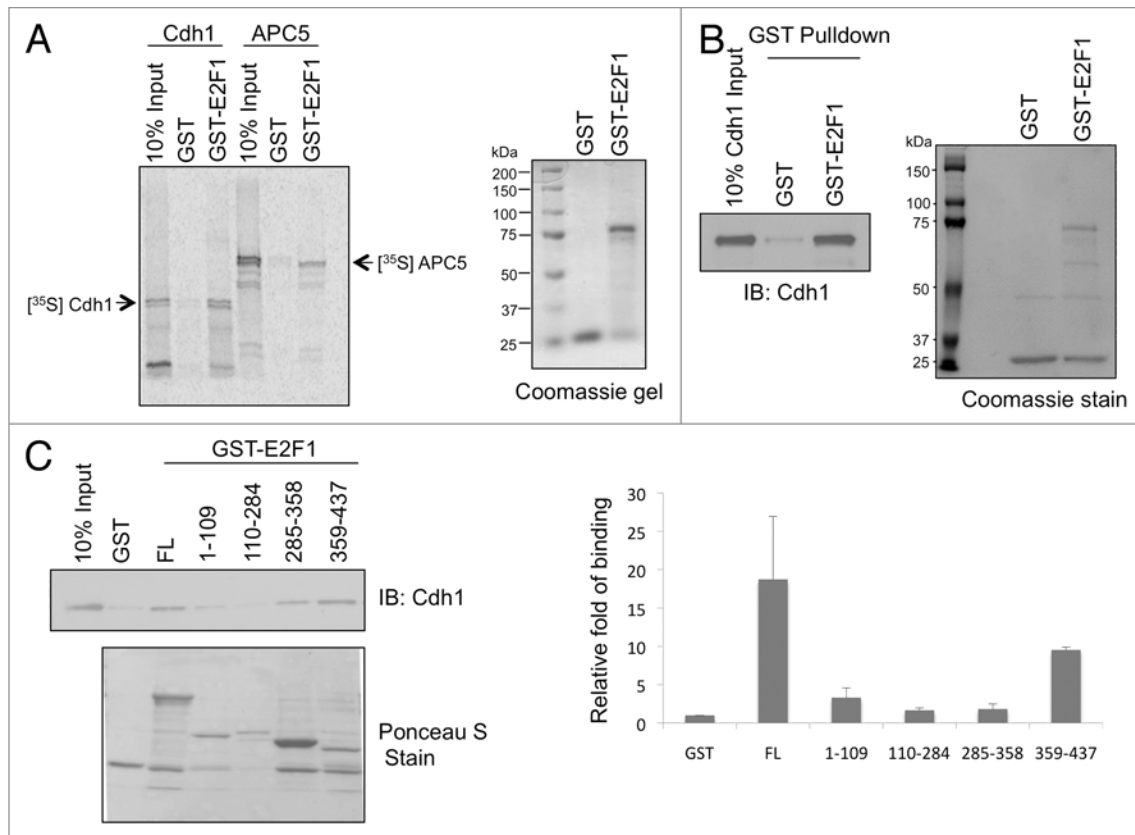 A
Cdh1 APC5
10% Input
GST
GST-E2F1
10% Input
GST
GST-E2F1
[³⁵S] Cdh1
[³⁵S] APC5
kDa
GST
GST-E2F1
200
150
100
75
50
37
25
Coomassie gel
B
GST Pulldown
10% Cdh1 Input
GST
GST-E2F1
IB: Cdh1
GST
GST-E2F1
kDa
150
100
75
50
37
25
Coomassie stain
C
GST-E2F1
10% Input
GST
FL
1-109
110-284
285-358
359-437
IB: Cdh1
Ponceau S
Stain
Relative fold of binding
30
25
20
15
10
5
0
GST FL 1-109 110-284 285-358 359-437